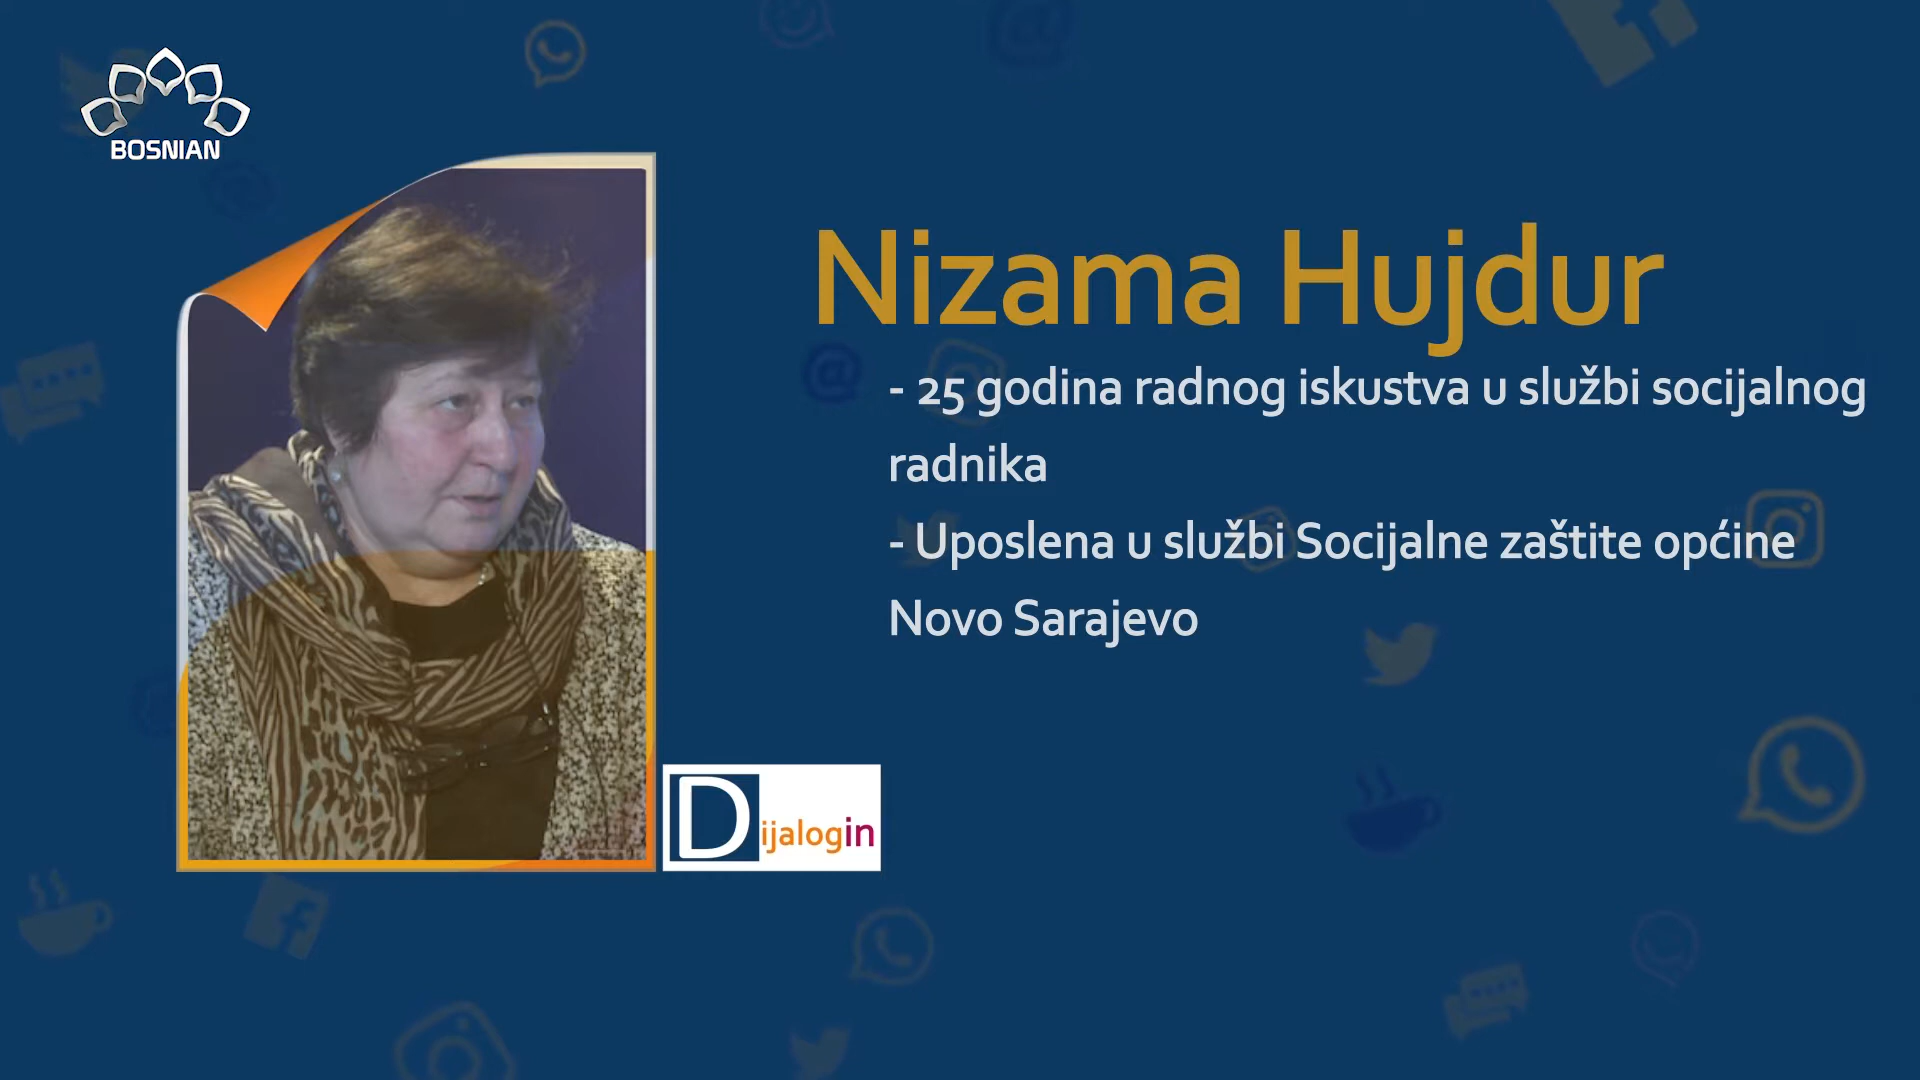 BOSNIAN
Nizama Hujdur
- 25 godina radnog iskustva u službi socijalnog
radnika
- Uposlena u službi Socijalne zaštite općine
Novo Sarajevo
Dijalogin